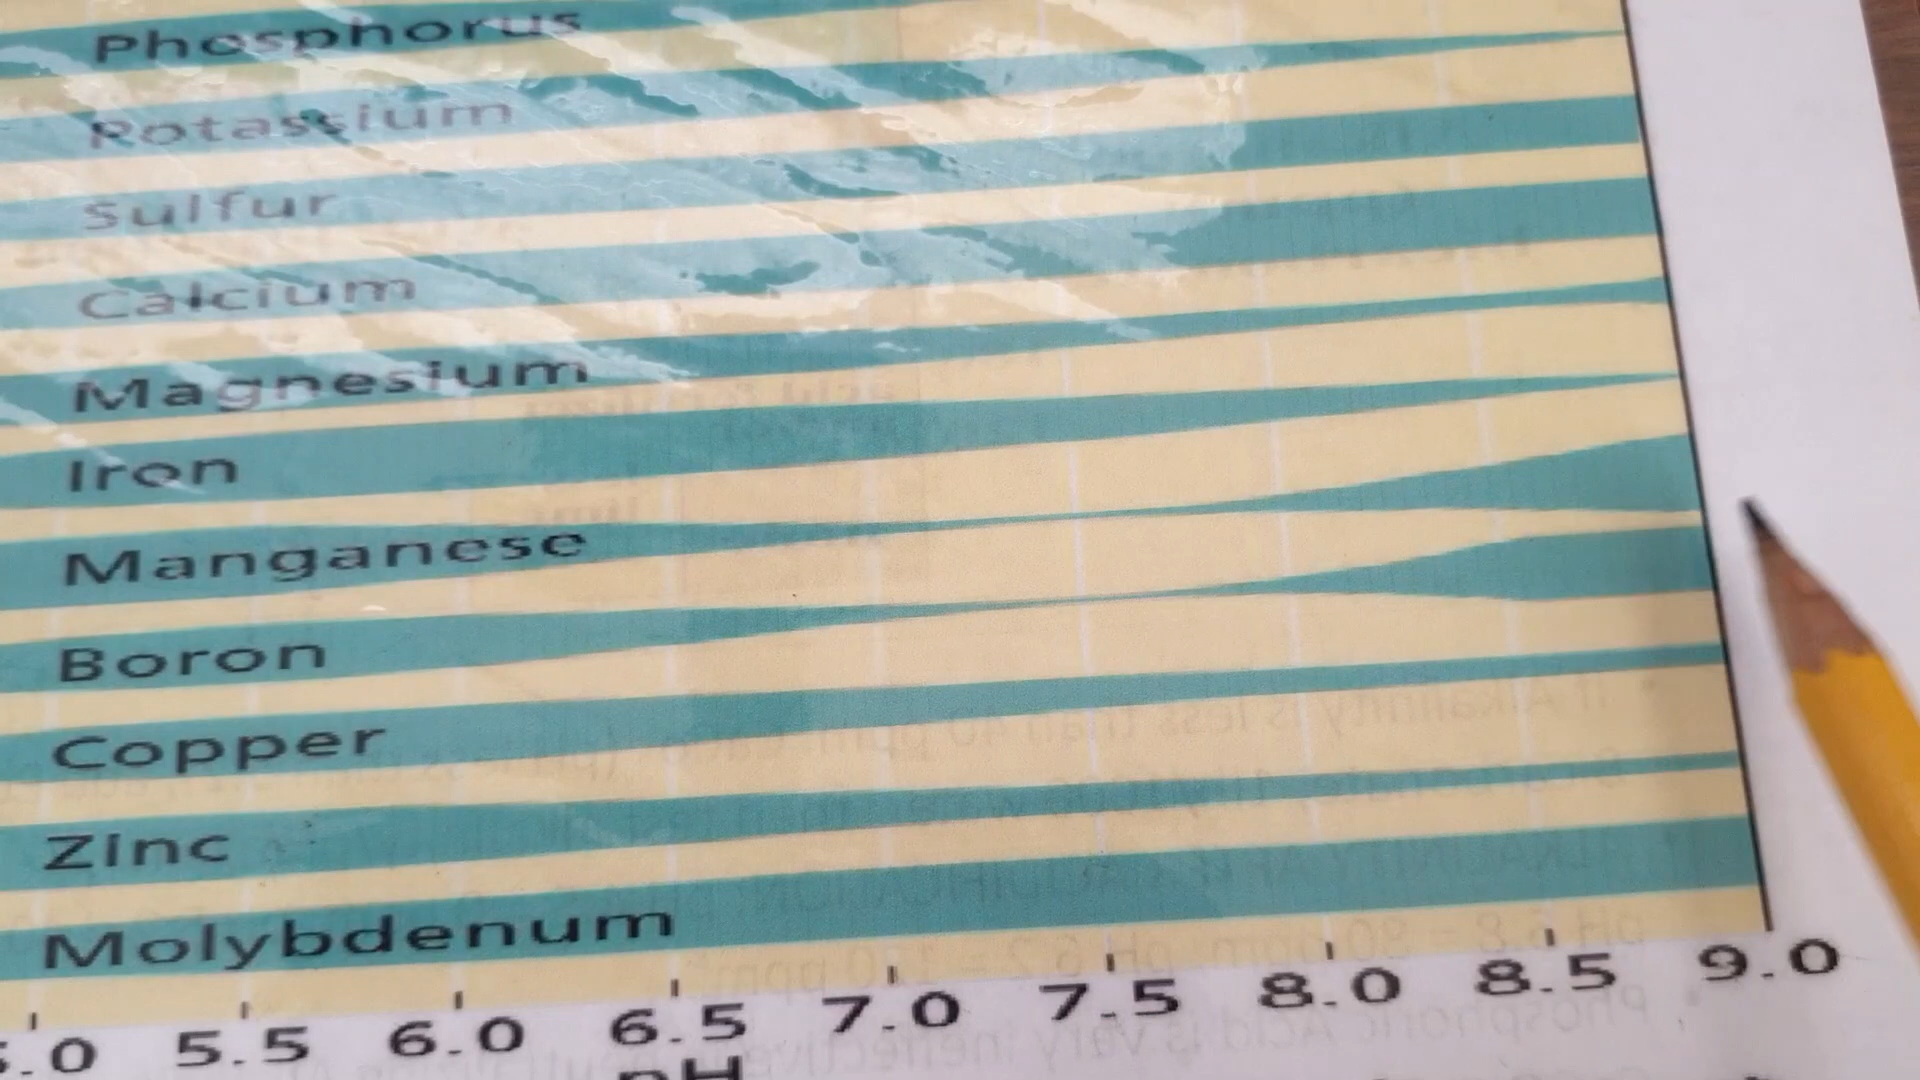 Phosphorus
Potassium
Sulfur
Calcium
Magnesium
Iron
Manganese
Boron
Copper
Zinc
Molybdenum
.0 5.5 6.0 6.5 7.0 7.5 8.0 8.5 9.0
pH